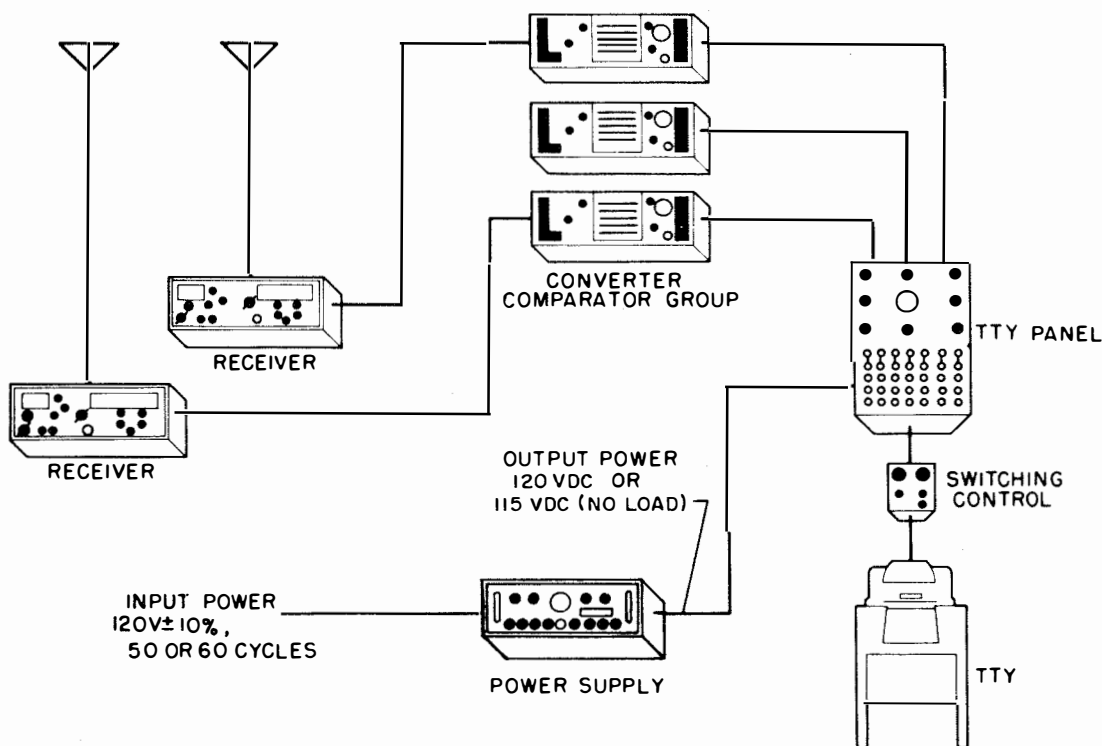 CONVERTER
COMPARATOR GROUP
TTY PANEL
RECEIVER
RECEIVER
OUTPUT POWER
120 VDC OR
115 VDC (NO LOAD)
SWITCHING
CONTROL
INPUT POWER
120V± 10%,
50 OR 60 CYCLES
POWER SUPPLY
TTY